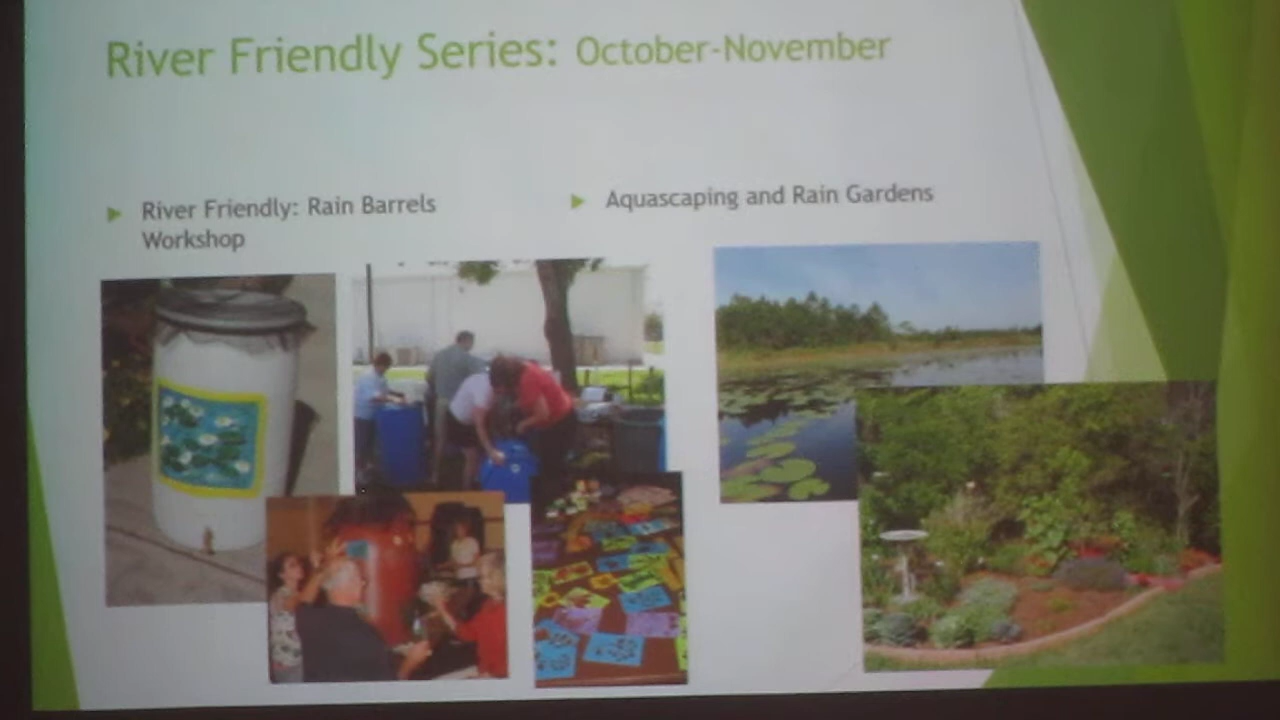 River Friendly Series: October-November
River Friendly: Rain Barrels
Workshop
Aquascaping and Rain Gardens